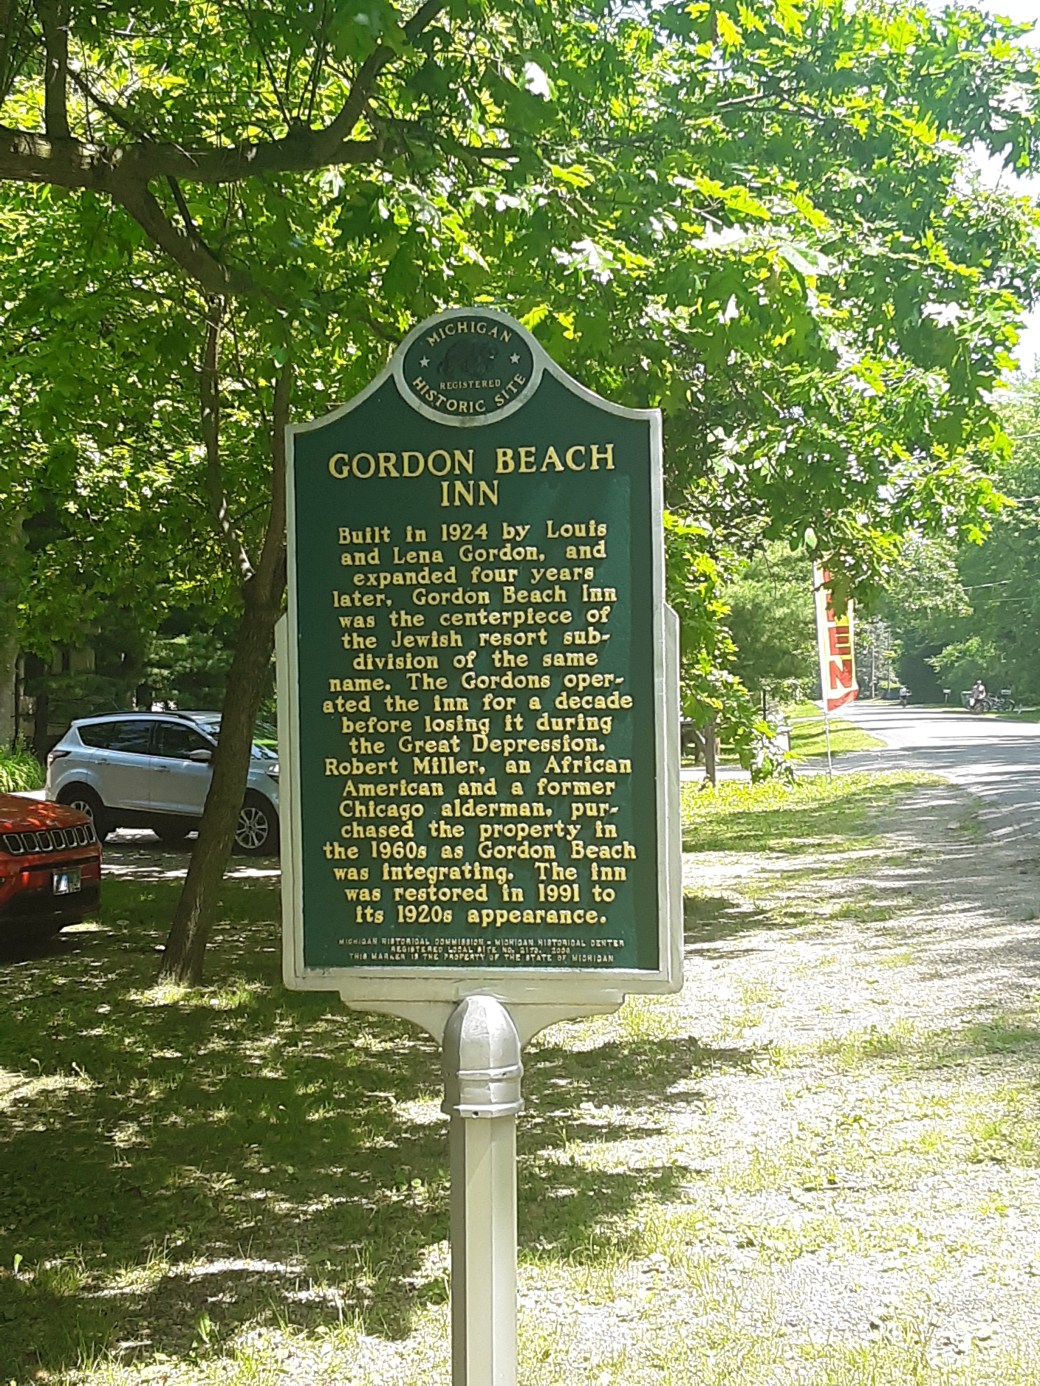 MICHIGAN
REGISTERED
HISTORIC SITE
GORDON BEACH
INN
Built in 1924 by Louis
and Lena Gordon, and
expanded four years
later, Gordon Beach Inn
was the centerpiece of
the Jewish resort sub-
division of the same
name. The Gordons oper-
ated the inn for a decade
before losing it during
the Great Depression.
Robert Miller, an African
American and a former
Chicago alderman, pur-
chased the property in
the 1960s as Gordon Beach
was integrating. The inn
was restored in 1991 to
its 1920s appearance.
MICHIGAN HISTORICAL COMMISSION - MICHIGAN HISTORICAL CENTER
REGISTERED LOCAL SITE NO.
THIS MARKER IS THE PROPERTY OF THE STATE OF MICHIGAN